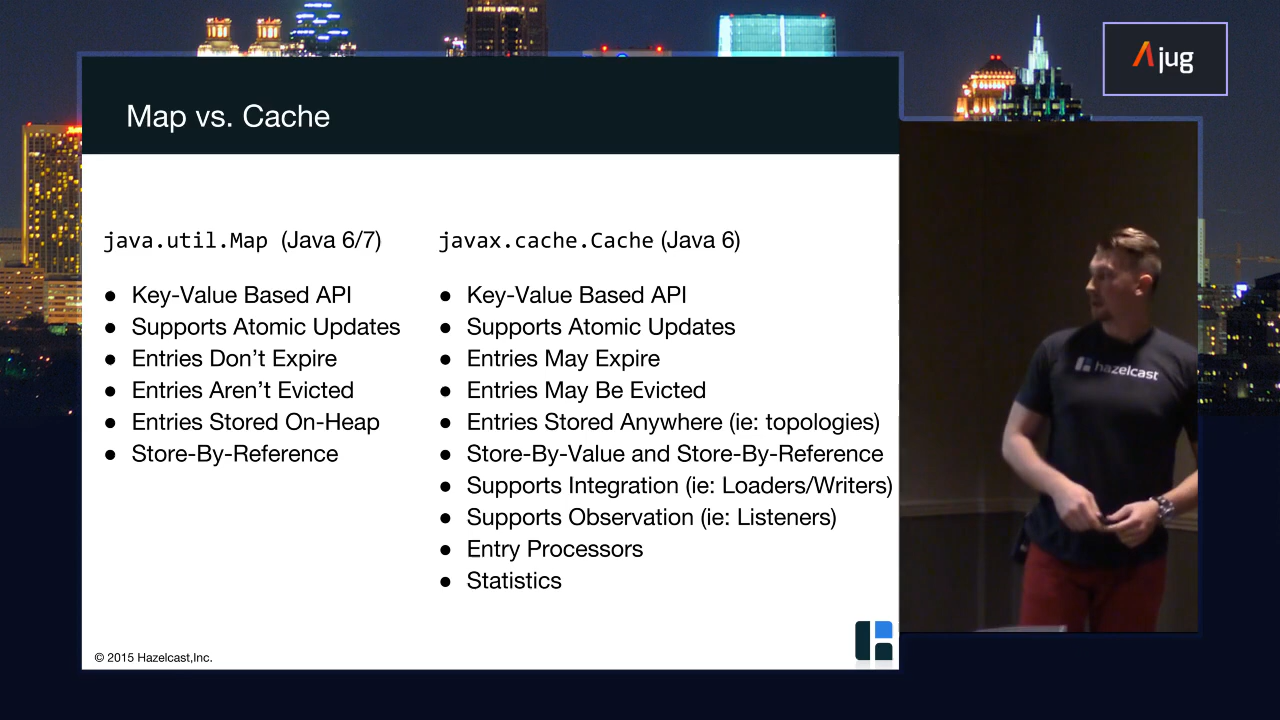 jug
Map vs. Cache
java.util.Map (Java 6/7)
● Key-Value Based API
● Supports Atomic Updates
● Entries Don't Expire
● Entries Aren't Evicted
● Entries Stored On-Heap
● Store-By-Reference
javax.cache.Cache (Java 6)
● Key-Value Based API
● Supports Atomic Updates
● Entries May Expire
● Entries May Be Evicted
● Entries Stored Anywhere (ie: topologies)
● Store-By-Value and Store-By-Reference
● Supports Integration (ie: Loaders/Writers)
● Supports Observation (ie: Listeners)
● Entry Processors
● Statistics
© 2015 Hazelcast,Inc.
hazelcast